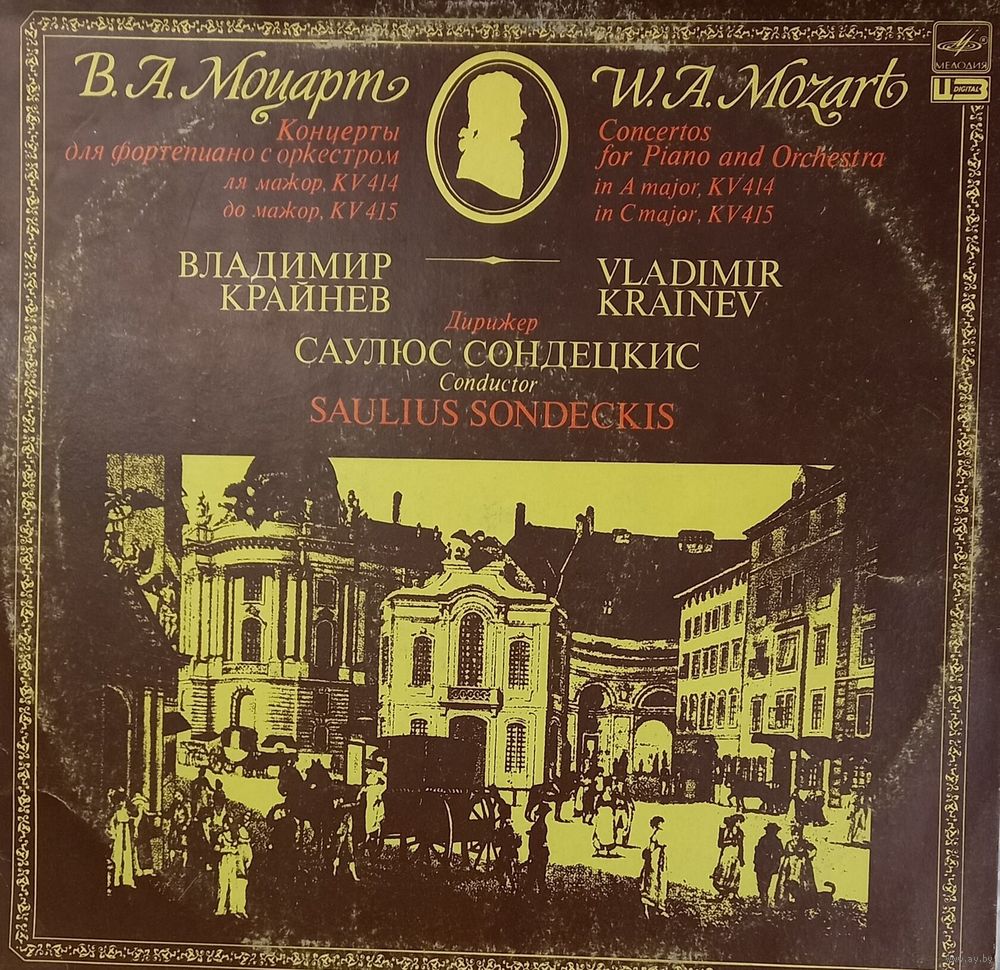 В. А. Моцарт
Концерты
для фортепиано с оркестром
ля мажор, KV 414
до мажор, KV 415
W. A. Mozart
Concertos
for Piano and Orchestra
in A major, KV 414
in C major, KV 415
МЕЛОДИЯ
DIGITAL
ВЛАДИМИР
КРАЙНЕВ
VLADIMIR
KRAINEV
Дирижер
САУЛЮС СОНДЕЦКИС
Conductor
SAULIUS SONDECKIS